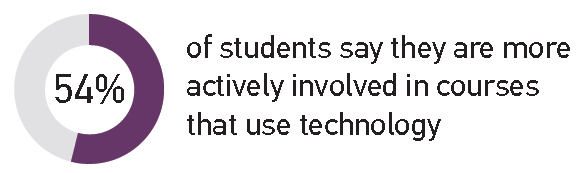 54%
of students say they are more
actively involved in courses
that use technology